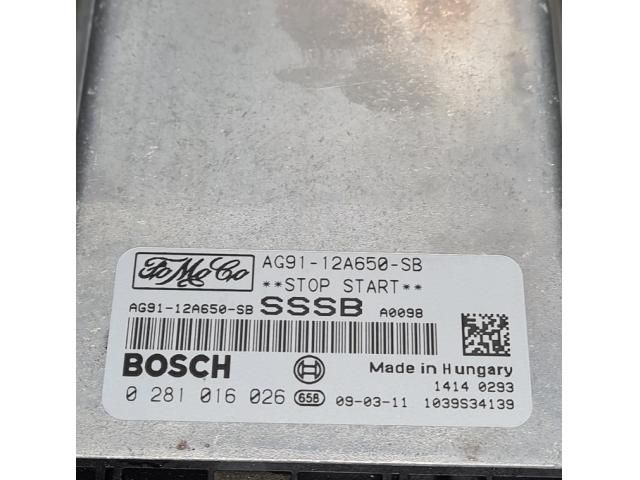 FoMoCo AG91-12A650-SB
**STOP START**
AG91-12A650-SB SSSB A0098
BOSCH Made in Hungary
1414 0293
0 281 016 026 658 09-03-11 1039S34139